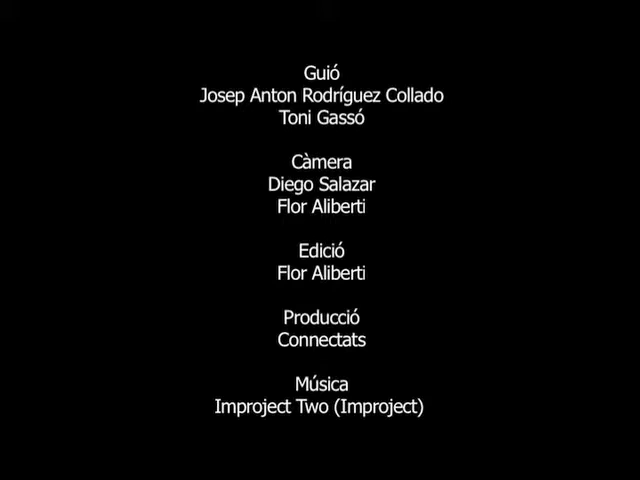 Guió
Josep Anton Rodríguez Collado
Toni Gassó
Càmera
Diego Salazar
Flor Aliberti
Edició
Flor Aliberti
Producció
Connectats
Música
Improject Two (Improject)